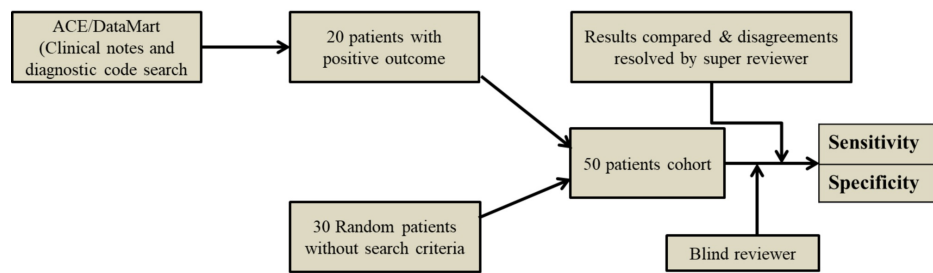 ACE/DataMart
(Clinical notes and
diagnostic code search
20 patients with
positive outcome
Results compared & disagreements
resolved by super reviewer
50 patients cohort
Sensitivity
Specificity
30 Random patients
without search criteria
Blind reviewer